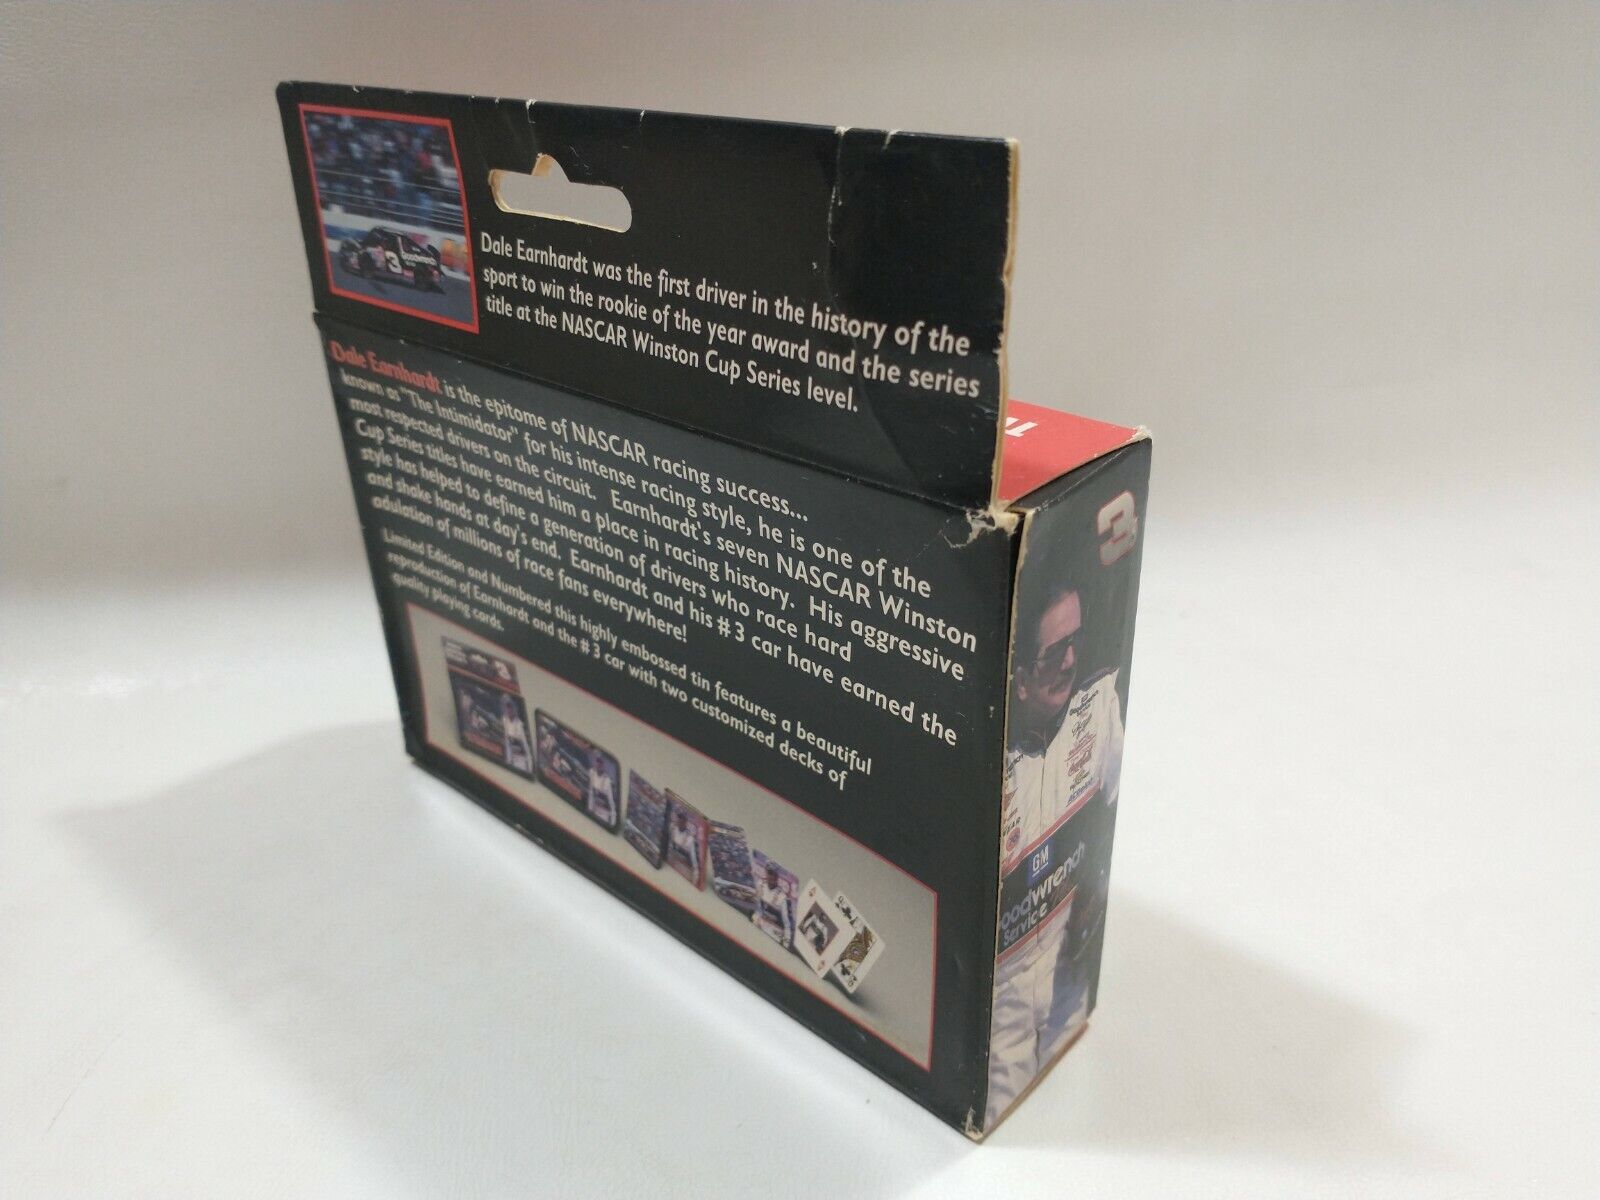 Dale Earnhardt was the first driver in the history of the
sport to win the rookie of the year award and the series
title at the NASCAR Winston Cup Series level.
Dale Earnhardt is the epitome of NASCAR racing success...
known as "The Intimidator" for his intense racing style, he is one of the
most respected drivers on the circuit. Earnhardt's seven NASCAR Winston
Cup Series titles have earned him a place in racing history. His aggressive
style has helped to define a generation of drivers who race hard
and shake hands at day's end. Earnhardt and his #3 car have earned the
adulation of millions of race fans everywhere!
Limited Edition and Numbered this highly embossed tin features a beautiful
reproduction of Earnhardt and the #3 car with two customized decks of
quality playing cards.
3
GM
Goodwrench
3
GM
oodwrench
Service